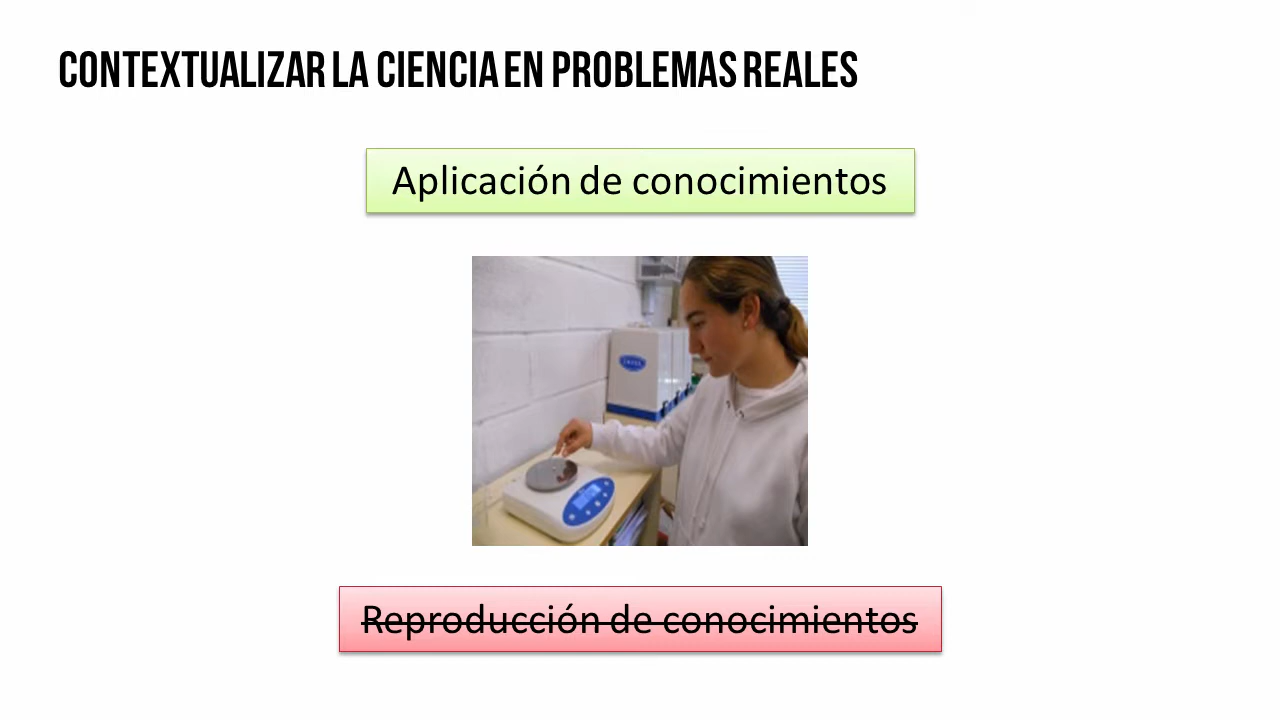 CONTEXTUALIZAR LA CIENCIA EN PROBLEMAS REALES
Aplicación de conocimientos
Reproducción de conocimientos